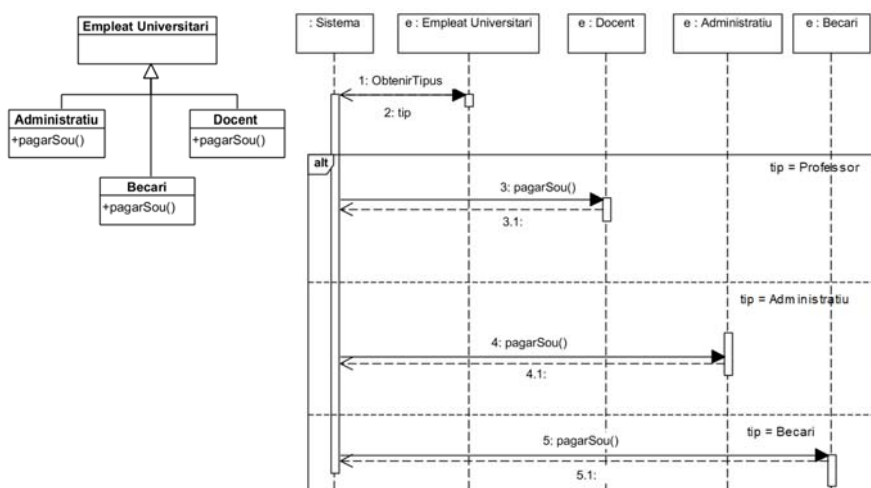 Empleat Universitari
Administratiu
+pagarSou()
Docent
+pagarSou()
Becari
+pagarSou()
: Sistema
e : Empleat Universitari
e : Docent
e : Administratiu
e : Becari
1: ObtenirTipus
2: tip
alt
tip = Professor
3: pagarSou()
3.1:
tip = Administratiu
4: pagarSou()
4.1:
tip = Becari
5: pagarSou()
5.1: